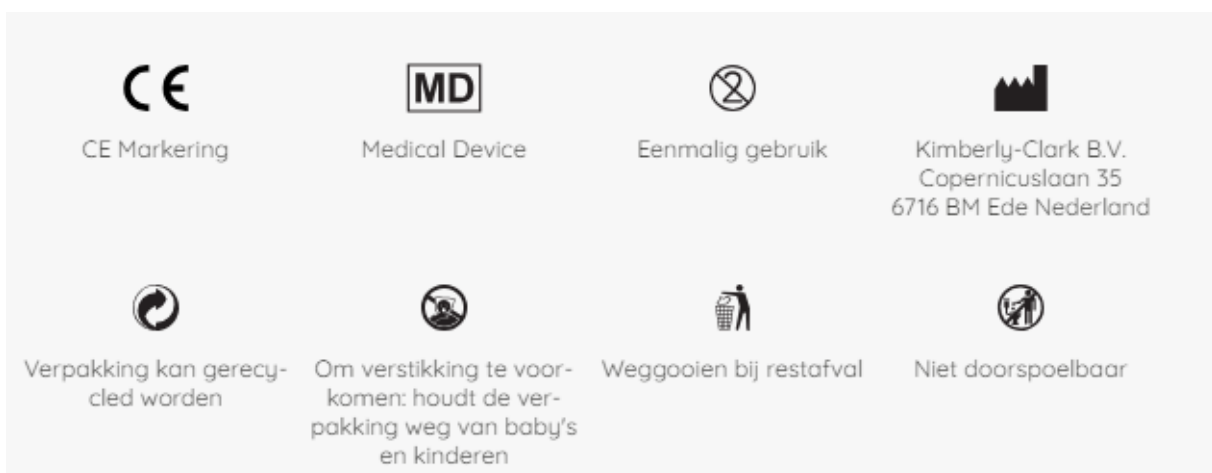 CE
MD
2
CE Markering
Medical Device
Eenmalig gebruik
Kimberly-Clark B.V.
Copernicuslaan 35
6716 BM Ede Nederland
Verpakking kan gerecy-
cled worden
Om verstikking te voor-
komen: houdt de ver-
pakking weg van baby's
en kinderen
Weggooien bij restafval
Niet doorspoelbaar